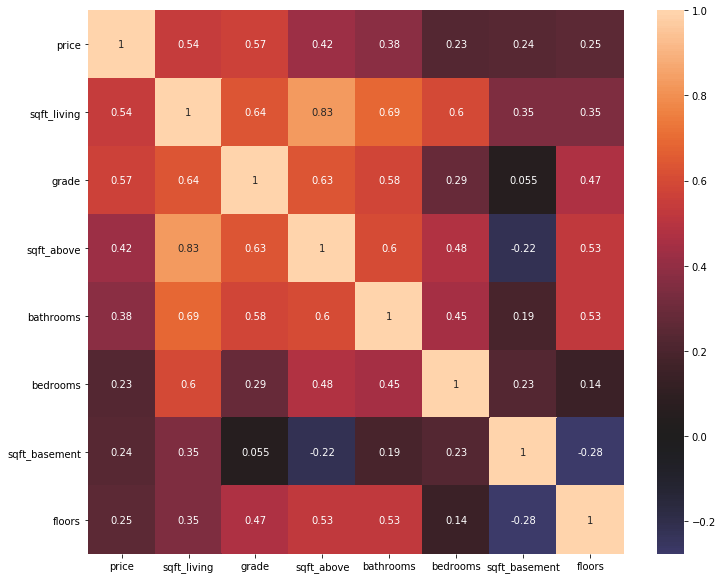 price 1 0.54 0.57 0.42 0.38 0.23 0.24 0.25
sqft_living 0.54 1 0.64 0.83 0.69 0.6 0.35 0.35
grade 0.57 0.64 1 0.63 0.58 0.29 0.055 0.47
sqft_above 0.42 0.83 0.63 1 0.6 0.48 -0.22 0.53
bathrooms 0.38 0.69 0.58 0.6 1 0.45 0.19 0.53
bedrooms 0.23 0.6 0.29 0.48 0.45 1 0.23 0.14
sqft_basement 0.24 0.35 0.055 -0.22 0.19 0.23 1 -0.28
floors 0.25 0.35 0.47 0.53 0.53 0.14 -0.28 1
price sqft_living grade sqft_above bathrooms bedrooms sqft_basement floors
1.0
0.8
0.6
0.4
0.2
0.0
−0.2